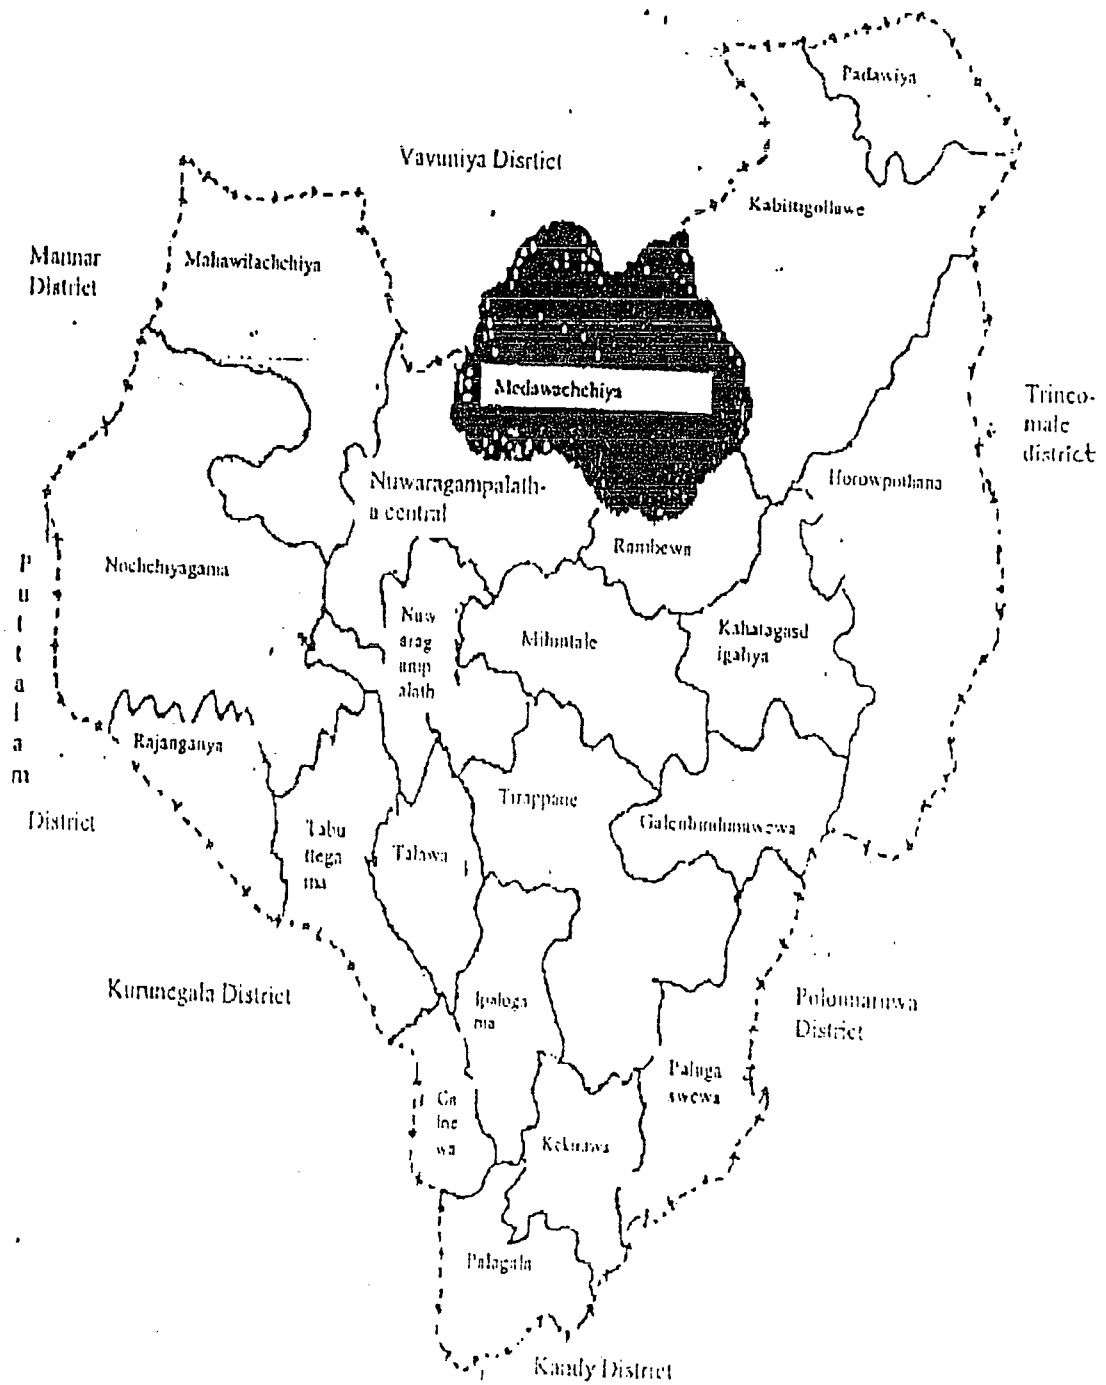 Padawiya
Vavuniya Disrtict
Kabittigollawe
Mannar
District
Mahawilachchiya
Medawachchiya
Trinco-
male
district
Horowpothana
Nuwaragampalath-
a central
Rambewa
Nochchiyagama
Puttalam
District
Nuw
arag
amp
alath
Mihintale
Kahatagasd
igaliya
Rajanganya
Tirappane
Galenbindunuwewa
Tabu
ttega
ma
Talawa
Kurunegala District
Ipaloga
ma
Polonnaruwa
District
Paluga
swewa
Ga
lne
wa
Kekirawa
Palagala
Kandy District